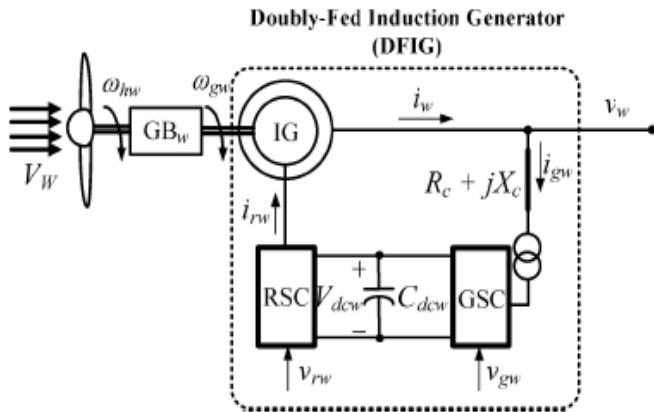 Doubly-Fed Induction Generator
(DFIG)
ω_hw
ω_gw
i_w
v_w
GB_w
IG
V_W
i_gw
R_c + jX_c
i_rw
RSC
+
V_dcw
C_dcw
−
GSC
v_rw
v_gw